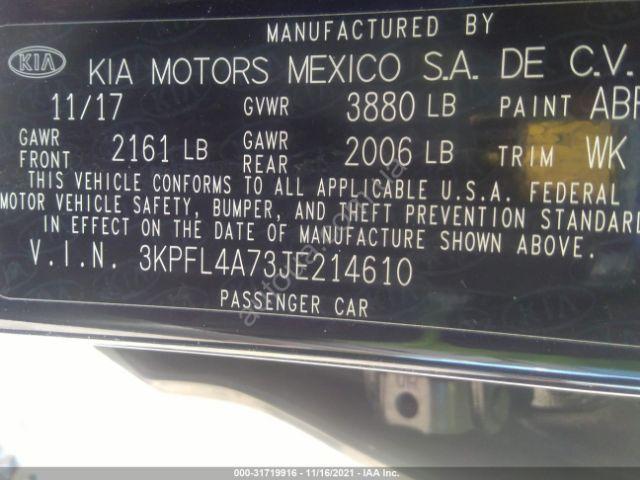 MANUFACTURED BY
KIA KIA MOTORS MEXICO S.A. DE C.V.
11/17 GVWR 3880 LB PAINT ABP
GAWR FRONT 2161 LB GAWR REAR 2006 LB TRIM WK
THIS VEHICLE CONFORMS TO ALL APPLICABLE U.S.A. FEDERAL
MOTOR VEHICLE SAFETY, BUMPER, AND THEFT PREVENTION STANDARD
IN EFFECT ON THE DATE OF MANUFACTURE SHOWN ABOVE.
V.I.N. 3KPFL4A73JE214610
PASSENGER CAR
000-31719916 - 11/16/2021 - IAA Inc.